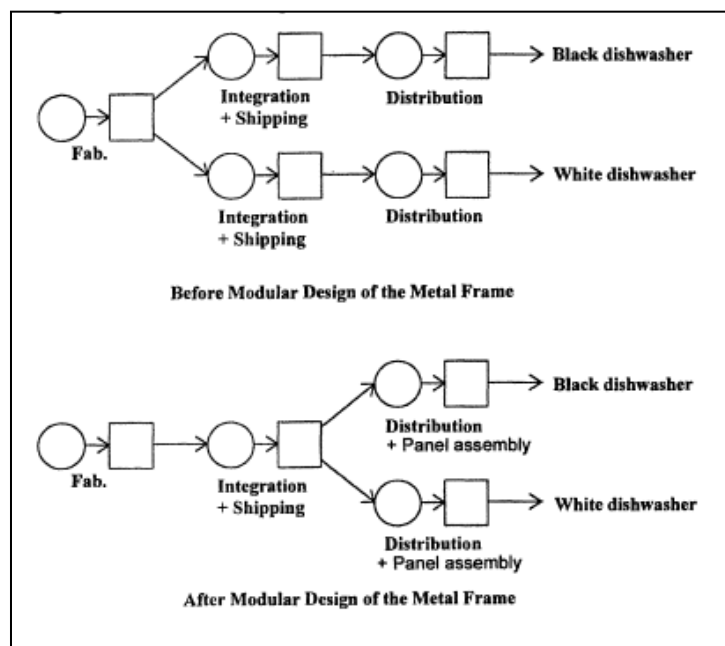 Black dishwasher
Integration
+ Shipping
Distribution
Fab.
White dishwasher
Integration
+ Shipping
Distribution
Before Modular Design of the Metal Frame
Black dishwasher
Distribution
+ Panel assembly
Fab.
Integration
+ Shipping
White dishwasher
Distribution
+ Panel assembly
After Modular Design of the Metal Frame